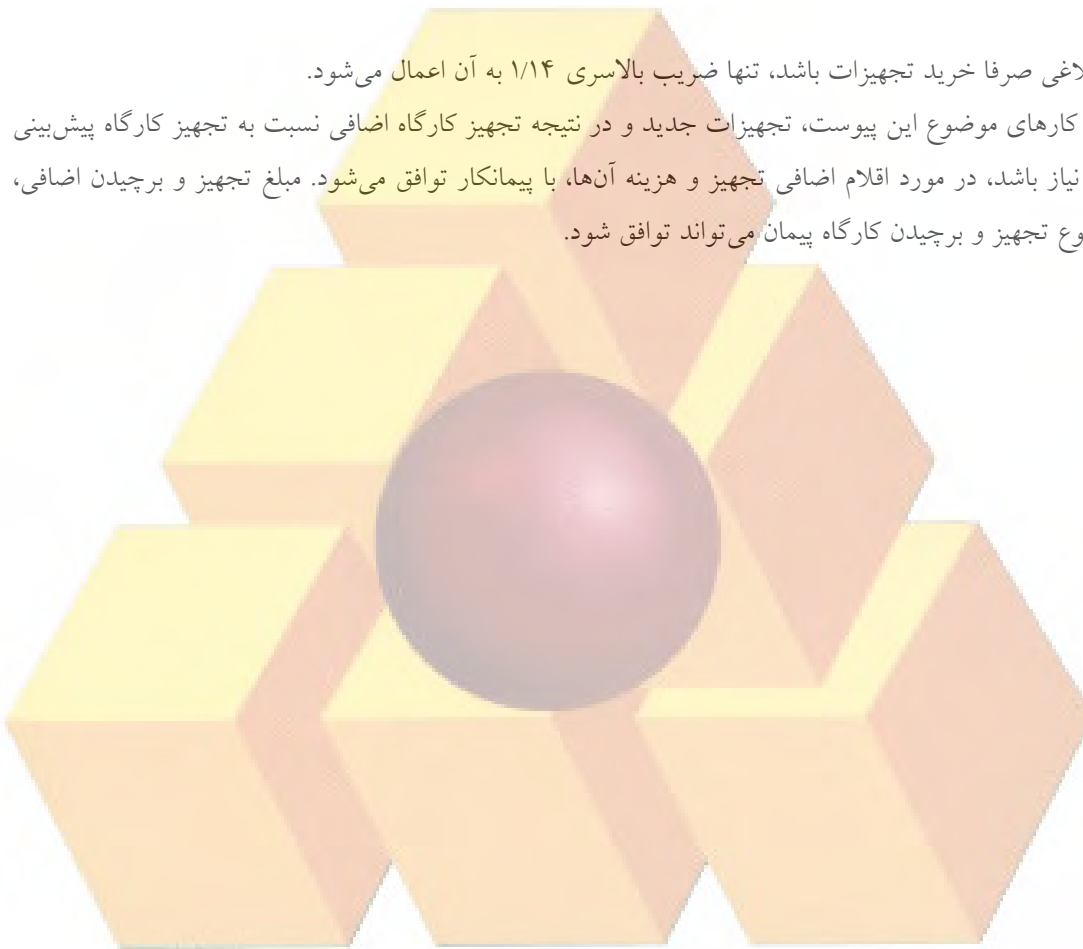 لاغی صرفا خرید تجهیزات باشد، تنها ضریب بالاسری ۱/۱۴ به آن اعمال می‌شود.
کارهای موضوع این پیوست، تجهیزات جدید و در نتیجه تجهیز کارگاه اضافی نسبت به تجهیز کارگاه پیش‌بینی
نیاز باشد، در مورد اقلام اضافی تجهیز و هزینه آن‌ها، با پیمانکار توافق می‌شود. مبلغ تجهیز و برچیدن اضافی،
وع تجهیز و برچیدن کارگاه پیمان می‌تواند توافق شود.